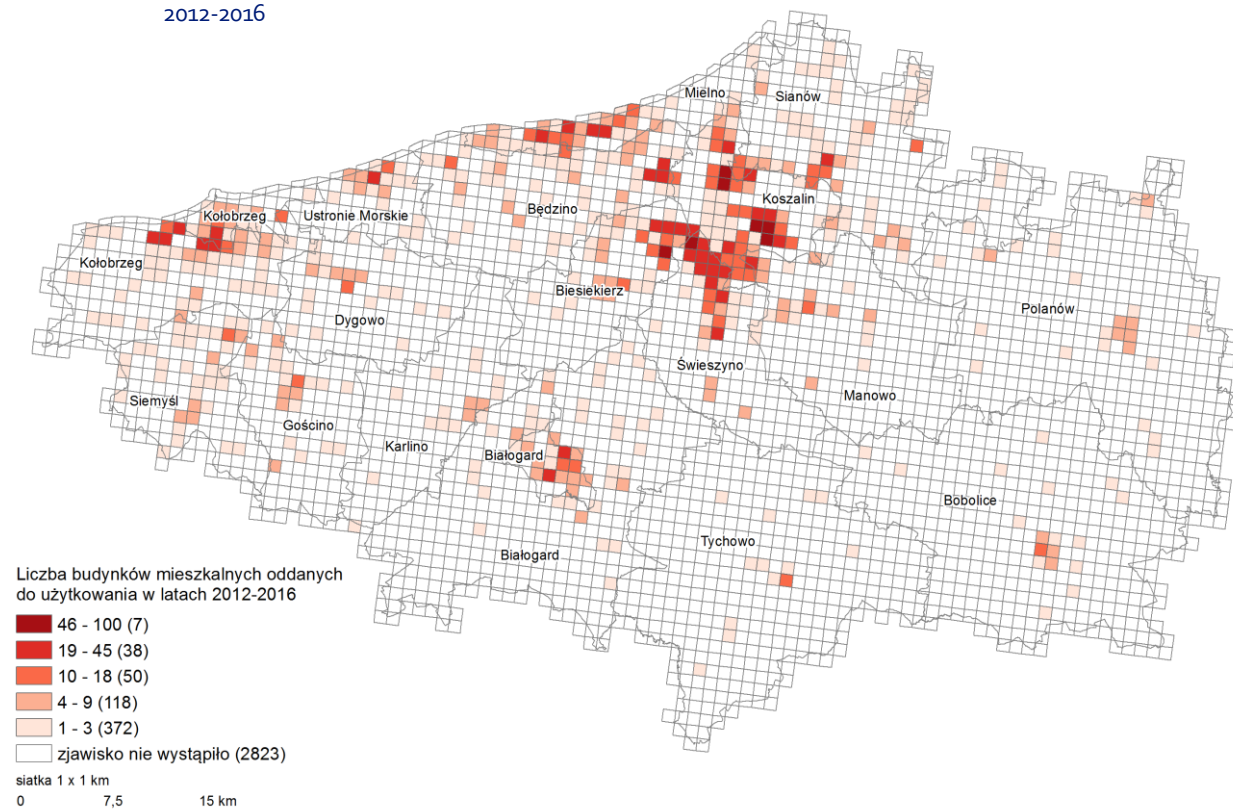 2012-2016
Mielno
Sianów
Koszalin
Kołobrzeg
Ustronie Morskie
Będzino
Kołobrzeg
Biesiekierz
Polanów
Dygowo
Świeszyno
Manowo
Siemyśl
Gościno
Karlino
Białogard
Bobolice
Tychowo
Białogard
Liczba budynków mieszkalnych oddanych
do użytkowania w latach 2012-2016
46 - 100 (7)
19 - 45 (38)
10 - 18 (50)
4 - 9 (118)
1 - 3 (372)
zjawisko nie wystąpiło (2823)
siatka 1 x 1 km
0 7,5 15 km